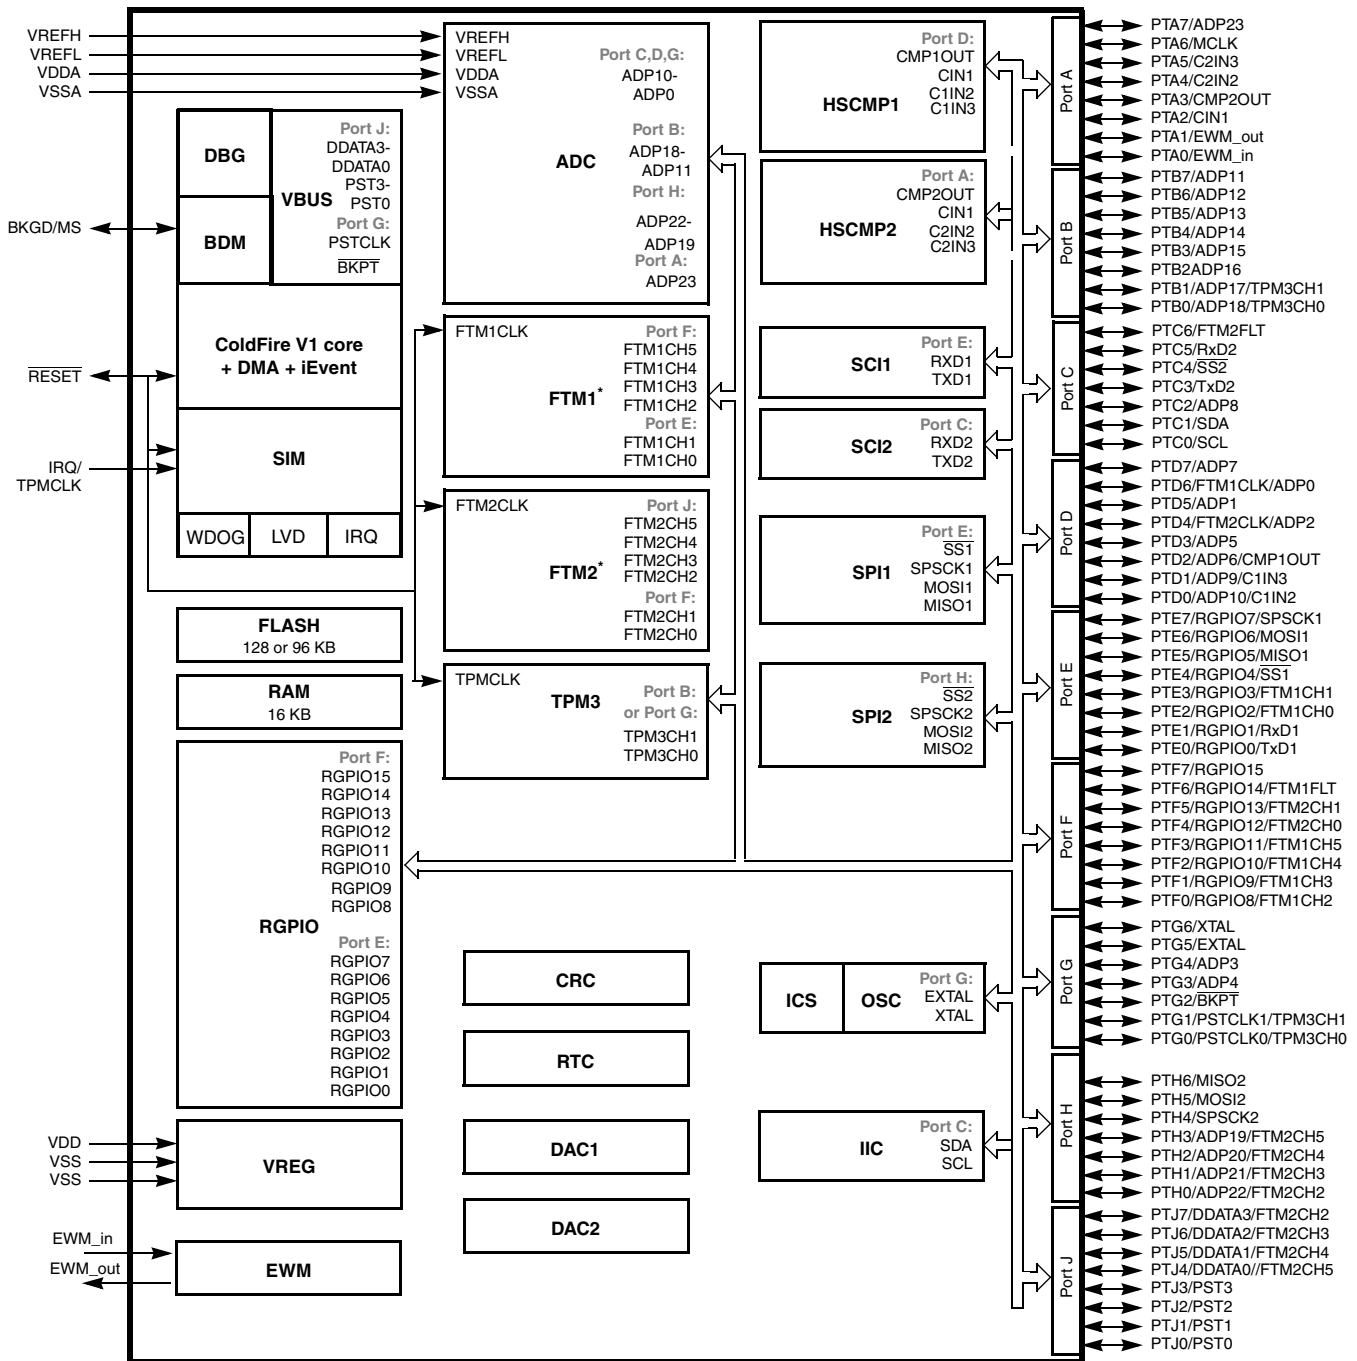 VREFH
VREFL
VDDA
VSSA
BKGD/MS
RESET
IRQ/
TPMCLK
VDD
VSS
VSS
EWM_in
EWM_out
DBG
BDM
VBUS
Port J:
DDATA3-
DDATA0
PST3-
PST0
Port G:
PSTCLK
BKPT
ColdFire V1 core
+ DMA + iEvent
SIM
WDOG
LVD
IRQ
FLASH
128 or 96 KB
RAM
16 KB
RGPIO
Port F:
RGPIO15
RGPIO14
RGPIO13
RGPIO12
RGPIO11
RGPIO10
RGPIO9
RGPIO8
Port E:
RGPIO7
RGPIO6
RGPIO5
RGPIO4
RGPIO3
RGPIO2
RGPIO1
RGPIO0
VREG
EWM
VREFH
VREFL
VDDA
VSSA
ADC
Port C,D,G:
ADP10-
ADP0
Port B:
ADP18-
ADP11
Port H:
ADP22-
ADP19
Port A:
ADP23
FTM1CLK
FTM1*
Port F:
FTM1CH5
FTM1CH4
FTM1CH3
FTM1CH2
Port E:
FTM1CH1
FTM1CH0
FTM2CLK
FTM2*
Port J:
FTM2CH5
FTM2CH4
FTM2CH3
FTM2CH2
Port F:
FTM2CH1
FTM2CH0
TPMCLK
TPM3
Port B:
or Port G:
TPM3CH1
TPM3CH0
CRC
RTC
DAC1
DAC2
HSCMP1
Port D:
CMP1OUT
CIN1
C1IN2
C1IN3
HSCMP2
Port A:
CMP2OUT
CIN1
C2IN2
C2IN3
SCI1
Port E:
RXD1
TXD1
SCI2
Port C:
RXD2
TXD2
SPI1
Port E:
SS1
SPSCK1
MOSI1
MISO1
SPI2
Port H:
SS2
SPSCK2
MOSI2
MISO2
ICS
OSC
Port G:
EXTAL
XTAL
IIC
Port C:
SDA
SCL
Port A
PTA7/ADP23
PTA6/MCLK
PTA5/C2IN3
PTA4/C2IN2
PTA3/CMP2OUT
PTA2/CIN1
PTA1/EWM_out
PTA0/EWM_in
Port B
PTB7/ADP11
PTB6/ADP12
PTB5/ADP13
PTB4/ADP14
PTB3/ADP15
PTB2ADP16
PTB1/ADP17/TPM3CH1
PTB0/ADP18/TPM3CH0
Port C
PTC6/FTM2FLT
PTC5/RxD2
PTC4/SS2
PTC3/TxD2
PTC2/ADP8
PTC1/SDA
PTC0/SCL
Port D
PTD7/ADP7
PTD6/FTM1CLK/ADP0
PTD5/ADP1
PTD4/FTM2CLK/ADP2
PTD3/ADP5
PTD2/ADP6/CMP1OUT
PTD1/ADP9/C1IN3
PTD0/ADP10/C1IN2
Port E
PTE7/RGPIO7/SPSCK1
PTE6/RGPIO6/MOSI1
PTE5/RGPIO5/MISO1
PTE4/RGPIO4/SS1
PTE3/RGPIO3/FTM1CH1
PTE2/RGPIO2/FTM1CH0
PTE1/RGPIO1/RxD1
PTE0/RGPIO0/TxD1
Port F
PTF7/RGPIO15
PTF6/RGPIO14/FTM1FLT
PTF5/RGPIO13/FTM2CH1
PTF4/RGPIO12/FTM2CH0
PTF3/RGPIO11/FTM1CH5
PTF2/RGPIO10/FTM1CH4
PTF1/RGPIO9/FTM1CH3
PTF0/RGPIO8/FTM1CH2
Port G
PTG6/XTAL
PTG5/EXTAL
PTG4/ADP3
PTG3/ADP4
PTG2/BKPT
PTG1/PSTCLK1/TPM3CH1
PTG0/PSTCLK0/TPM3CH0
Port H
PTH6/MISO2
PTH5/MOSI2
PTH4/SPSCK2
PTH3/ADP19/FTM2CH5
PTH2/ADP20/FTM2CH4
PTH1/ADP21/FTM2CH3
PTH0/ADP22/FTM2CH2
Port J
PTJ7/DDATA3/FTM2CH2
PTJ6/DDATA2/FTM2CH3
PTJ5/DDATA1/FTM2CH4
PTJ4/DDATA0//FTM2CH5
PTJ3/PST3
PTJ2/PST2
PTJ1/PST1
PTJ0/PST0